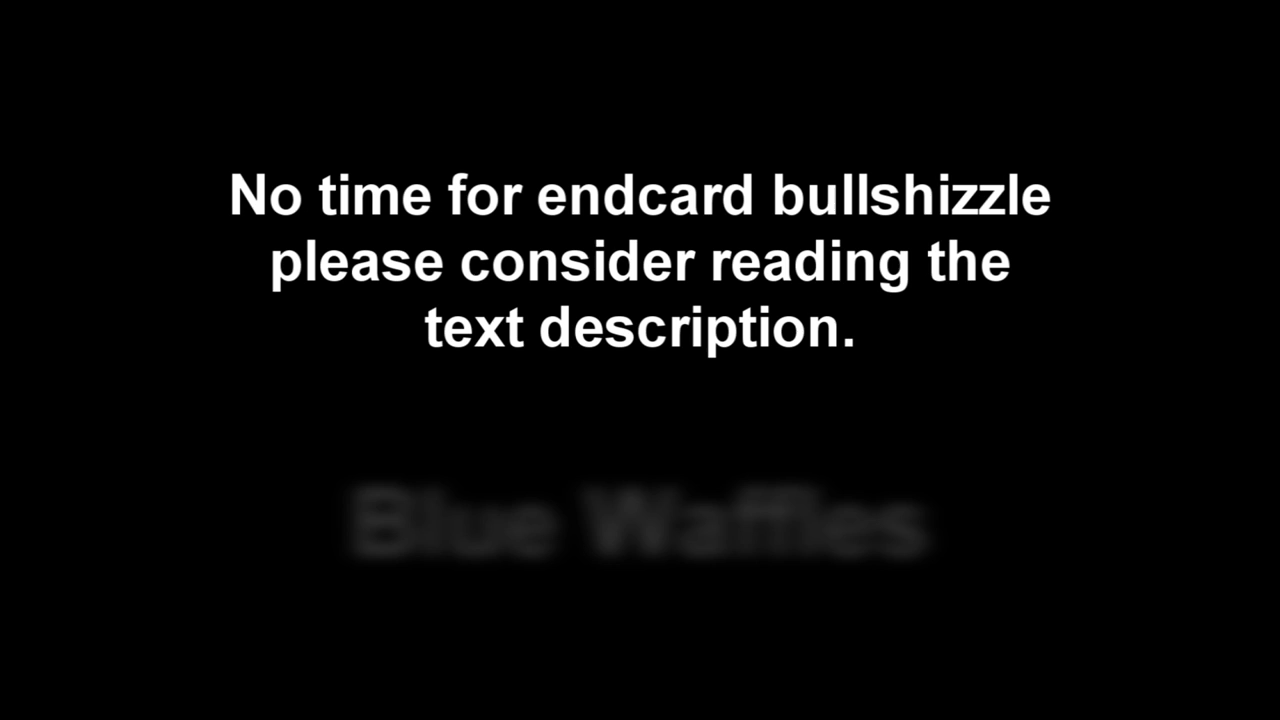 No time for endcard bullshizzle
please consider reading the
text description.
Blue Waffles